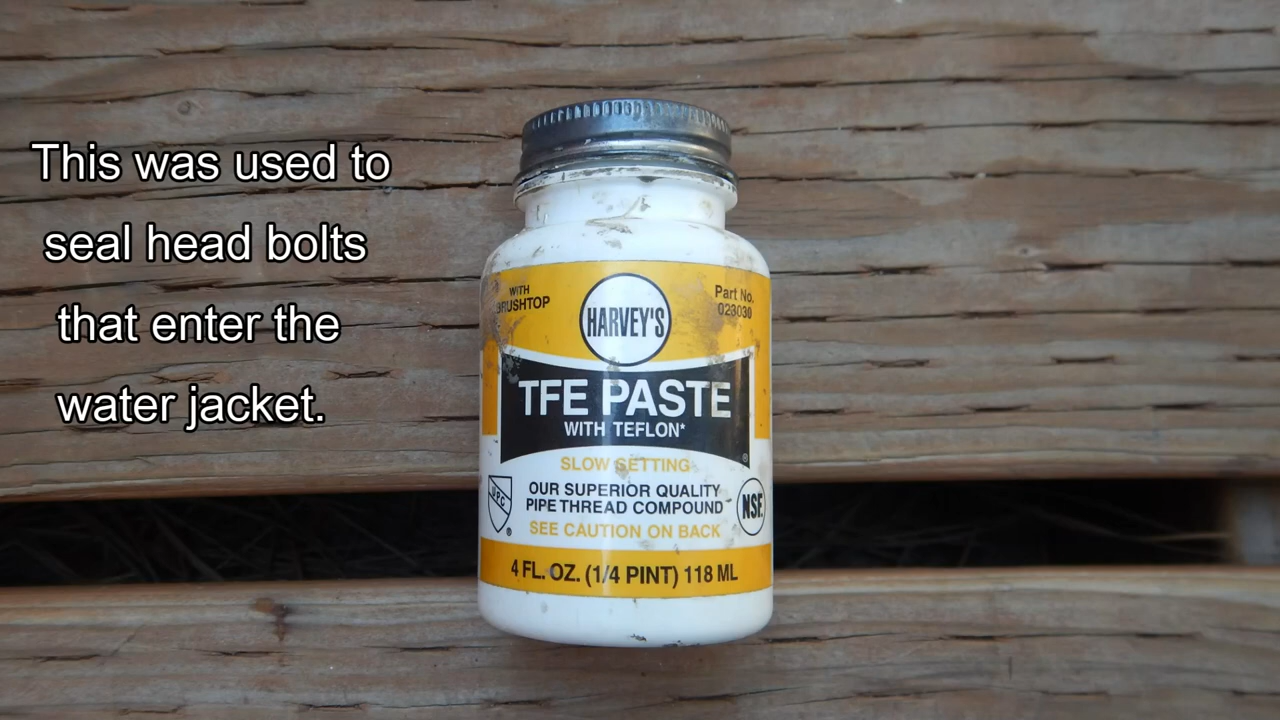 This was used to
seal head bolts
that enter the
water jacket.
WITH
BRUSHTOP
HARVEY'S
Part No.
023030
TFE PASTE
WITH TEFLON*
®
SLOW SETTING
UPC
®
OUR SUPERIOR QUALITY
PIPE THREAD COMPOUND
NSF.
SEE CAUTION ON BACK
4 FL. OZ. (1/4 PINT) 118 ML